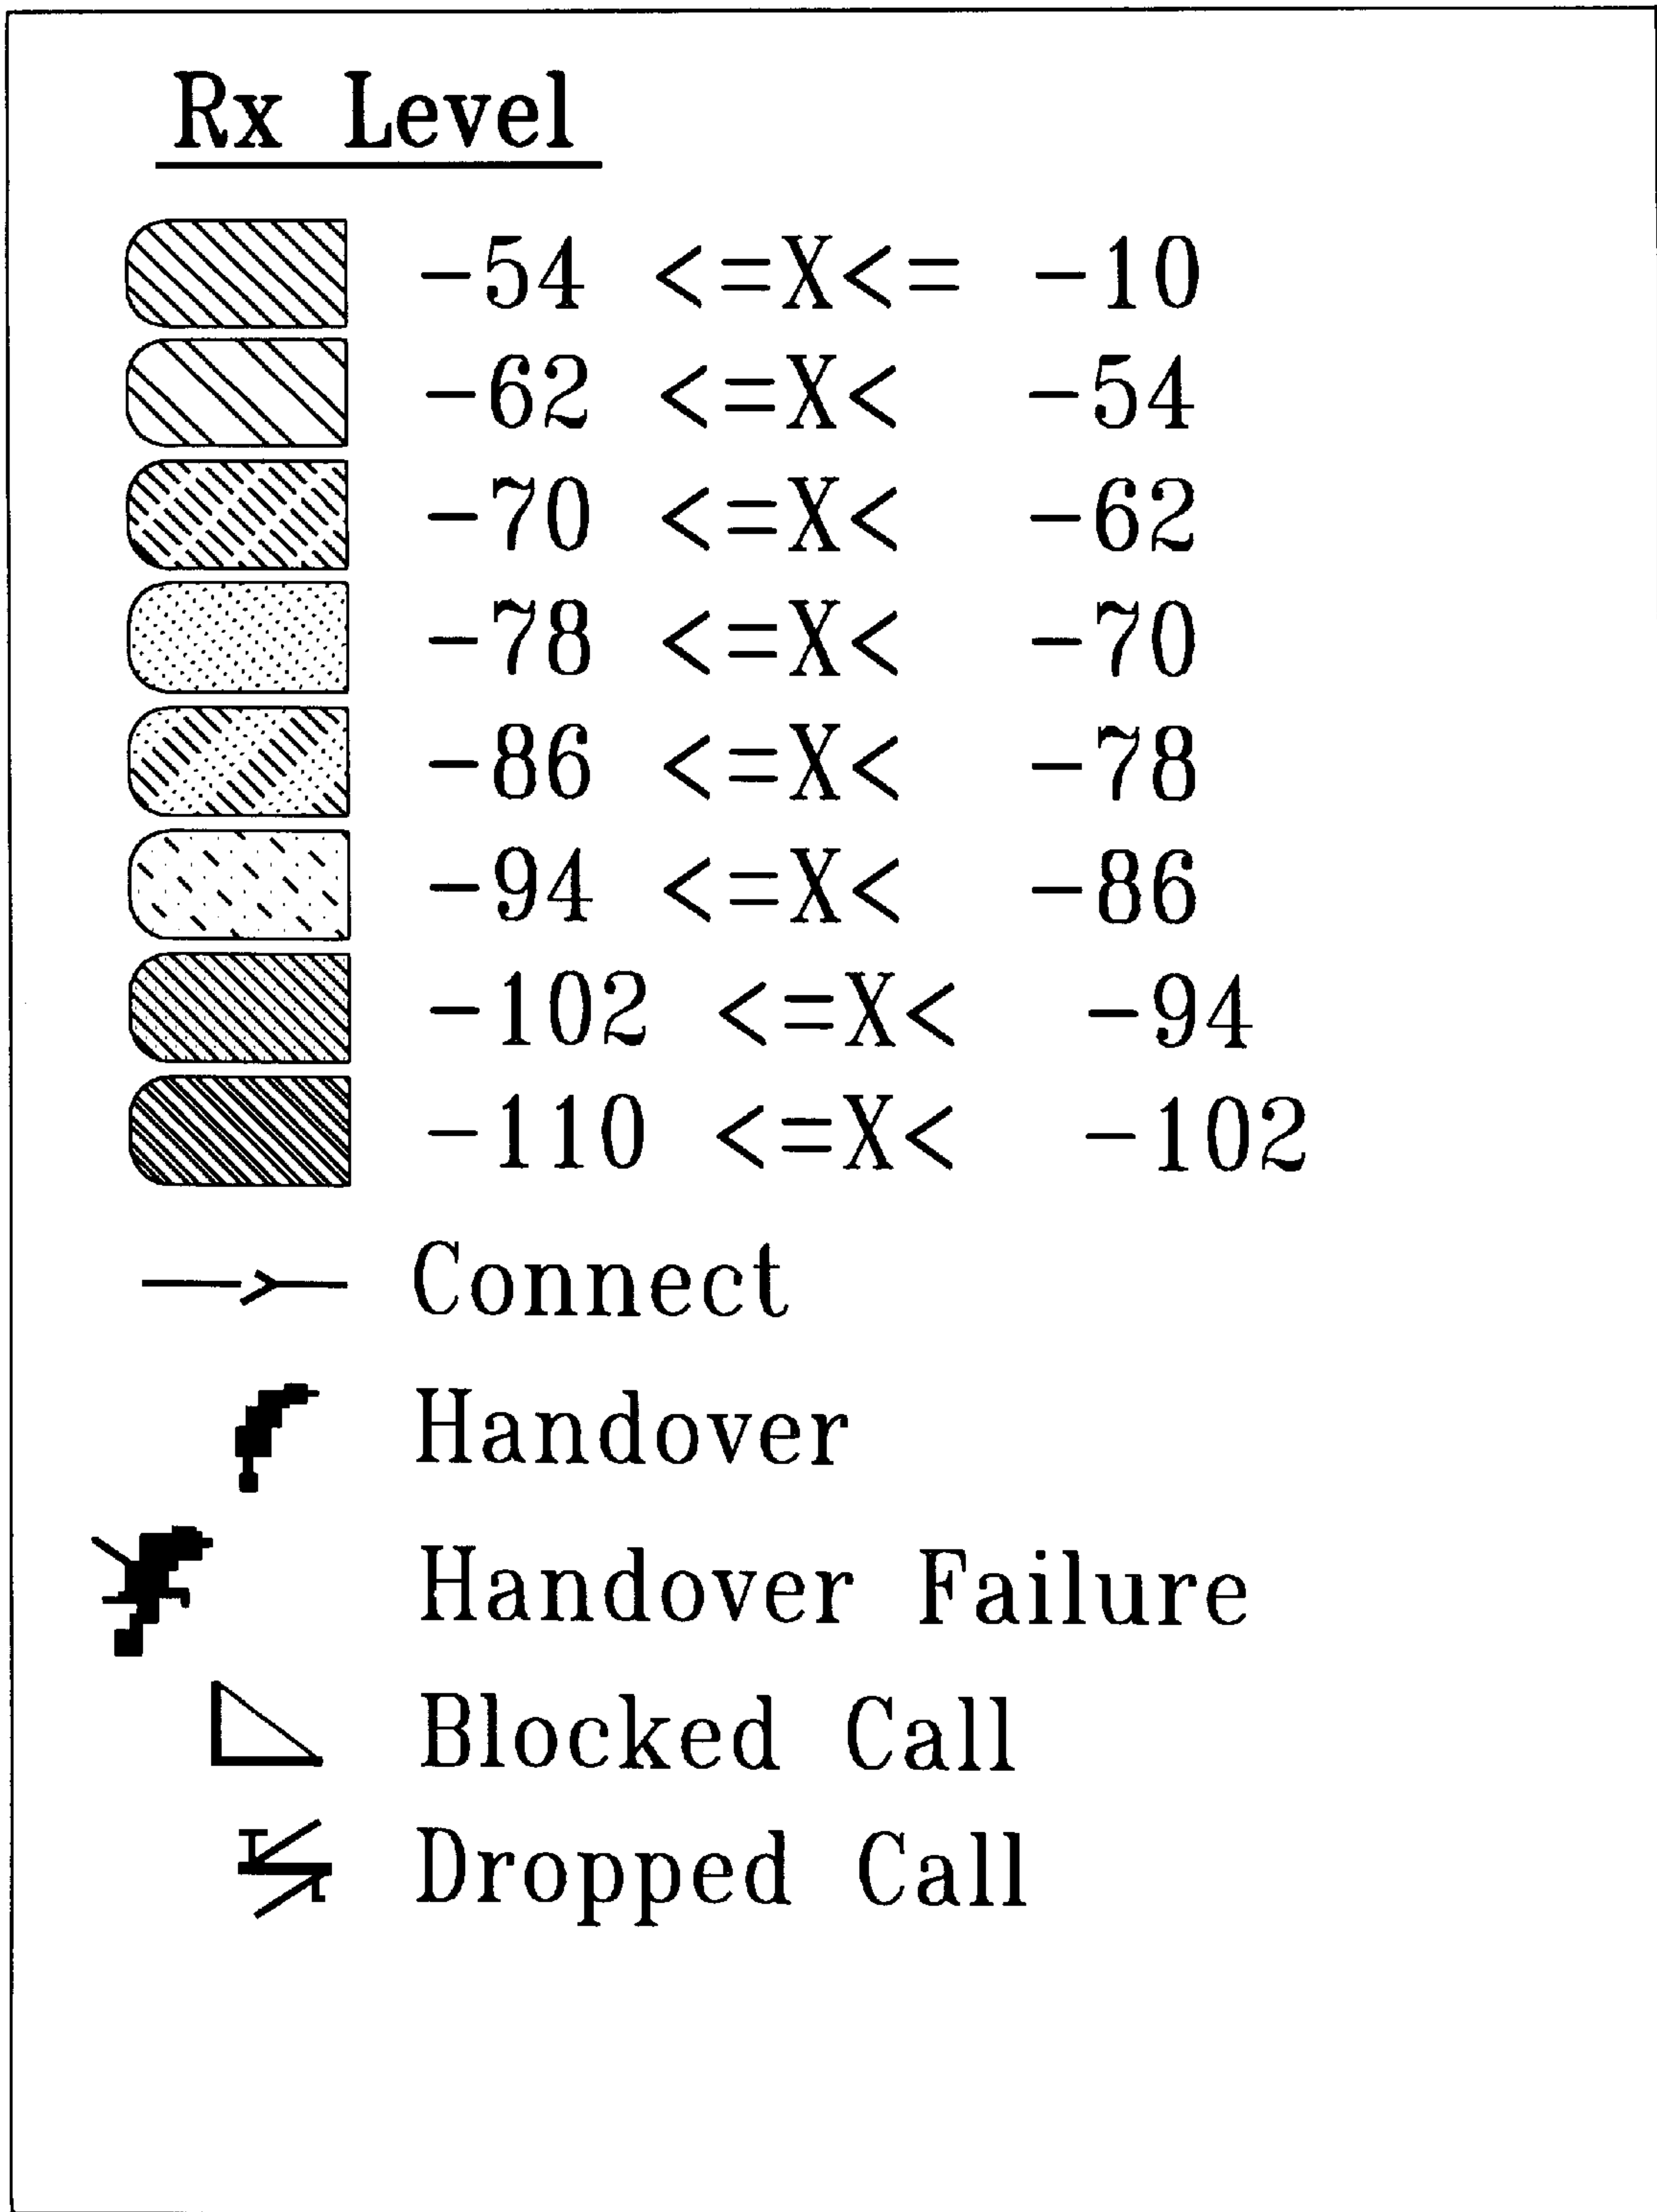 Rx Level
-54 <=X<= -10
-62 <=X< -54
-70 <=X< -62
-78 <=X< -70
-86 <=X< -78
-94 <=X< -86
-102 <=X< -94
-110 <=X< -102
Connect
Handover
Handover Failure
Blocked Call
Dropped Call